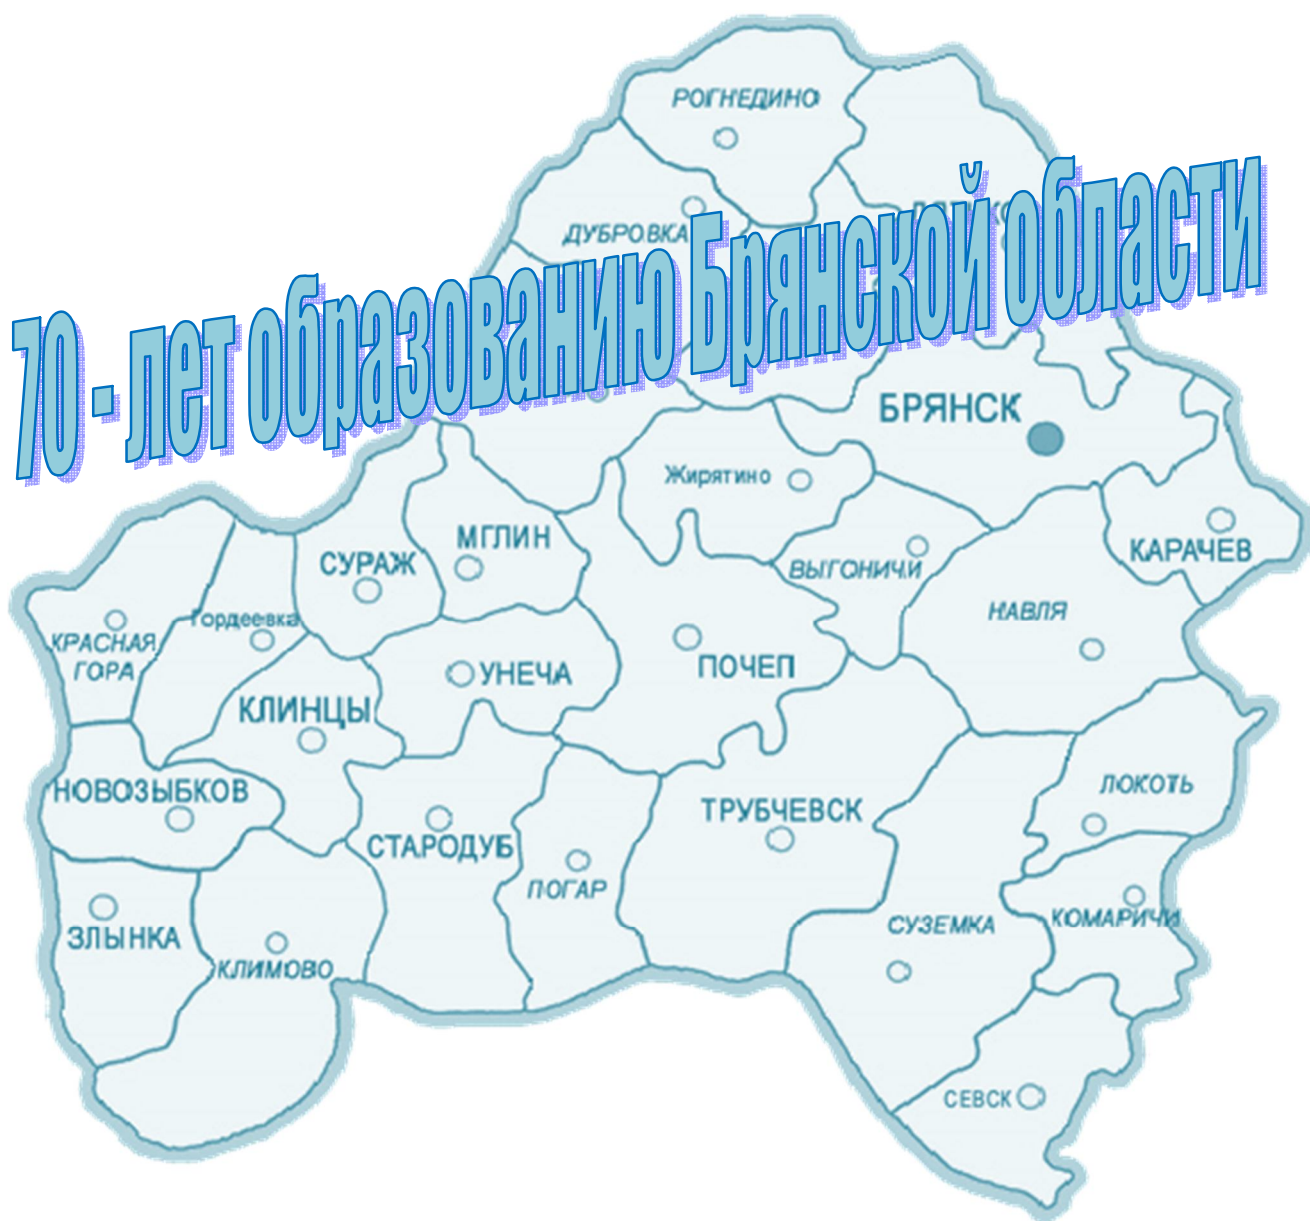 РОГНЕДИНО
ДУБРОВКА
70 - лет образованию Брянской области
БРЯНСК
Жирятино
МГЛИН
СУРАЖ
ВЫГОНИЧИ
КАРАЧЕВ
НАВЛЯ
Гордеевка
КРАСНАЯ
ГОРА
УНЕЧА
ПОЧЕП
КЛИНЦЫ
НОВОЗЫБКОВ
ЛОКОТЬ
ТРУБЧЕВСК
СТАРОДУБ
ПОГАР
ЗЛЫНКА
КЛИМОВО
СУЗЕМКА
КОМАРИЧИ
СЕВСК